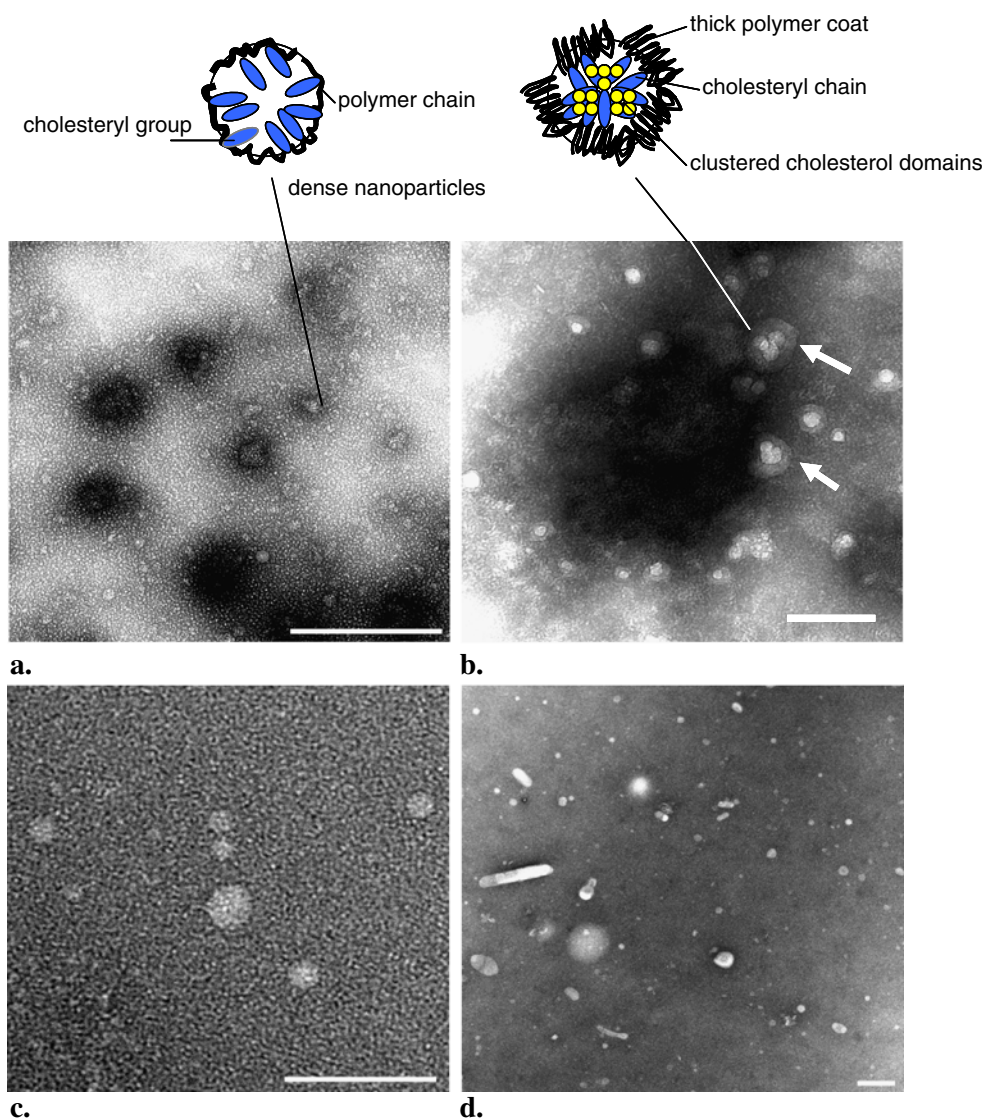 thick polymer coat
polymer chain
cholesteryl chain
cholesteryl group
clustered cholesterol domains
dense nanoparticles
a.
b.
c.
d.